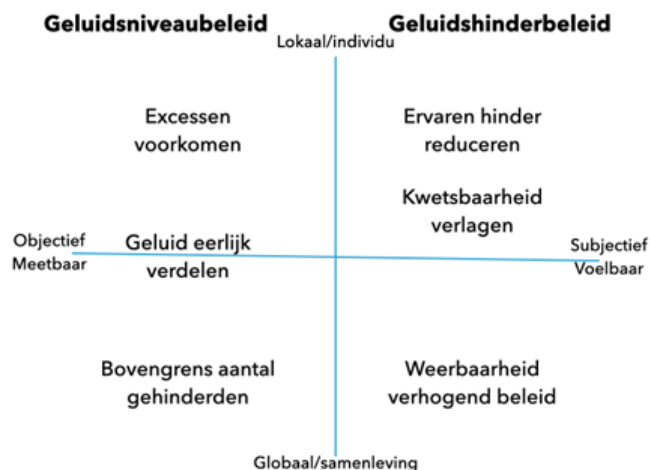 Geluidsniveaubeleid
Geluidshinderbeleid
Lokaal/individu
Excessen
voorkomen
Ervaren hinder
reduceren
Kwetsbaarheid
verlagen
Objectief
Meetbaar
Geluid eerlijk
verdelen
Subjectief
Voelbaar
Bovengrens aantal
gehinderden
Weerbaarheid
verhogend beleid
Globaal/samenleving